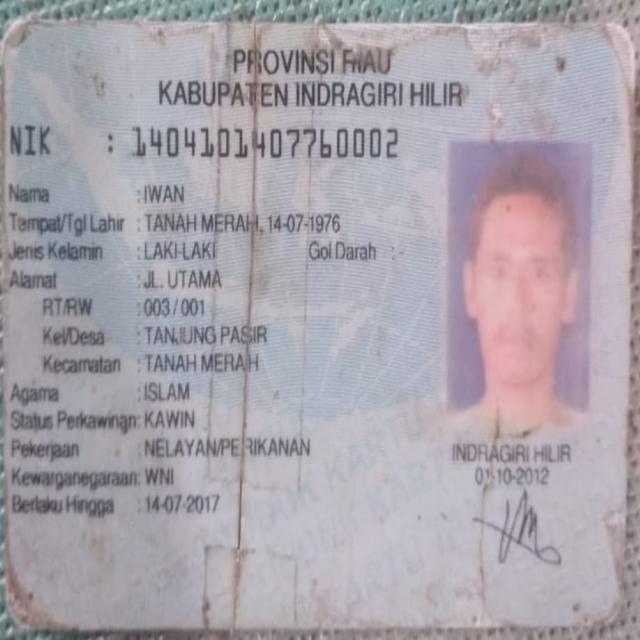 PROVINSI RIAU
KABUPATEN INDRAGIRI HILIR
NIK : 1404101407760002
Nama : IWAN
Tempat/Tgl Lahir : TANAH MERAH, 14-07-1976
Jenis Kelamin : LAKI-LAKI Gol Darah : -
Alamat : JL. UTAMA
RT/RW : 003 / 001
Kel/Desa : TANJUNG PASIR
Kecamatan : TANAH MERAH
Agama : ISLAM
Status Perkawinan: KAWIN
Pekerjaan : NELAYAN/PERIKANAN
Kewarganegaraan: WNI
Berlaku Hingga : 14-07-2017
INDRAGIRI HILIR
01-10-2012